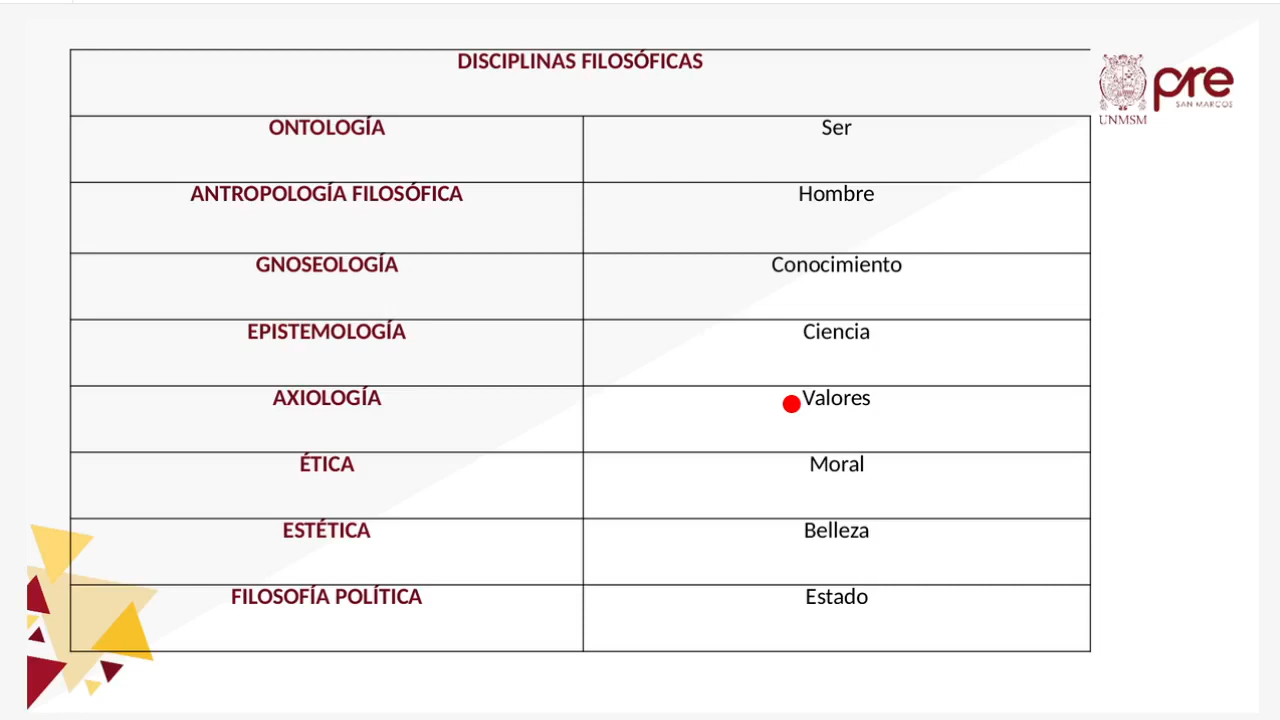 DISCIPLINAS FILOSÓFICAS
ONTOLOGÍA Ser
ANTROPOLOGÍA FILOSÓFICA Hombre
GNOSEOLOGÍA Conocimiento
EPISTEMOLOGÍA Ciencia
AXIOLOGÍA Valores
ÉTICA Moral
ESTÉTICA Belleza
FILOSOFÍA POLÍTICA Estado
UNMSM
pre
SAN MARCOS